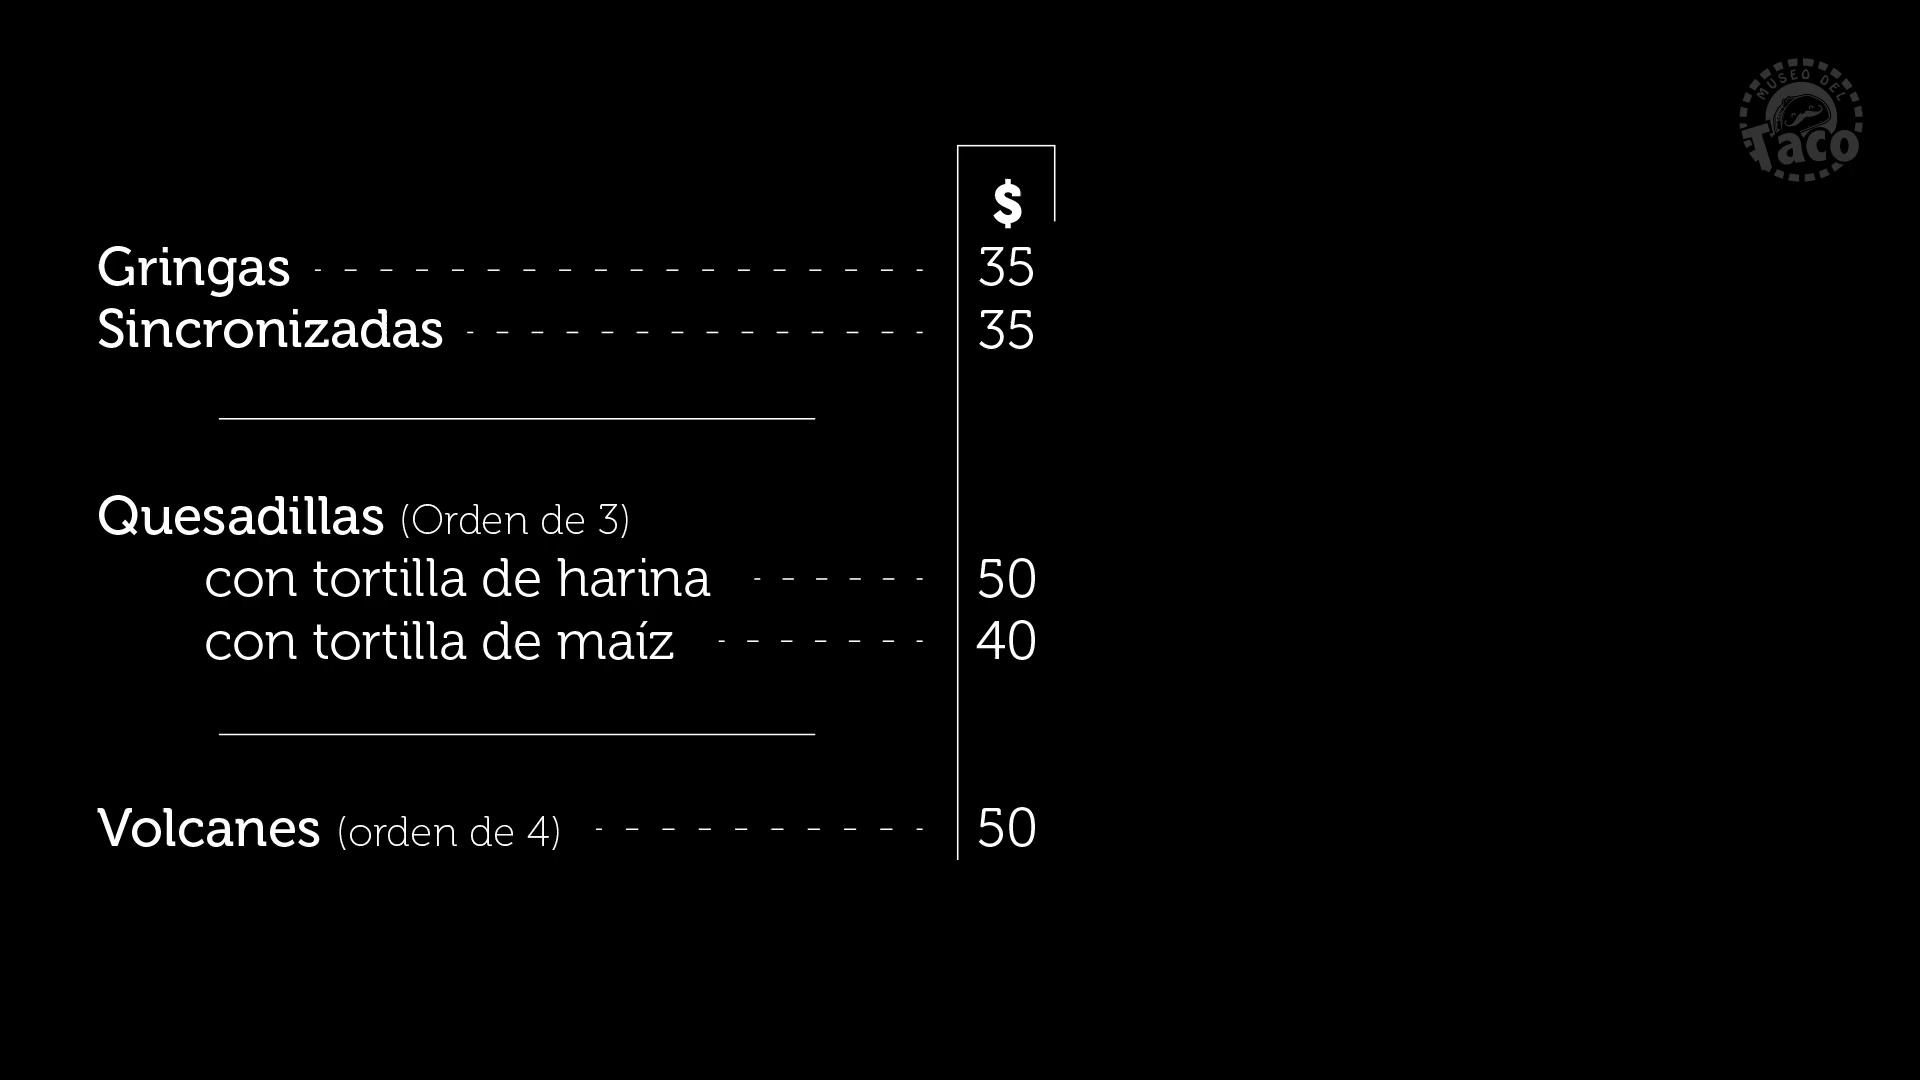 MUSEO DEL
Taco
$
Gringas 35
Sincronizadas 35
Quesadillas (Orden de 3)
con tortilla de harina 50
con tortilla de maíz 40
Volcanes (orden de 4) 50